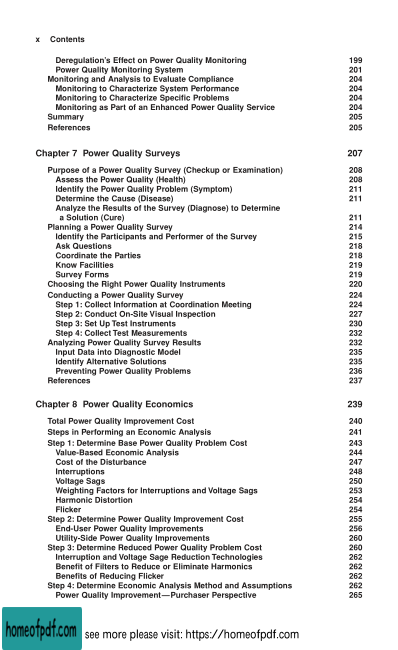 x Contents
Deregulation's Effect on Power Quality Monitoring 199
Power Quality Monitoring System 201
Monitoring and Analysis to Evaluate Compliance 204
Monitoring to Characterize System Performance 204
Monitoring to Characterize Specific Problems 204
Monitoring as Part of an Enhanced Power Quality Service 204
Summary 205
References 205
Chapter 7 Power Quality Surveys 207
Purpose of a Power Quality Survey (Checkup or Examination) 208
Assess the Power Quality (Health) 208
Identify the Power Quality Problem (Symptom) 211
Determine the Cause (Disease) 211
Analyze the Results of the Survey (Diagnose) to Determine
a Solution (Cure) 211
Planning a Power Quality Survey 214
Identify the Participants and Performer of the Survey 215
Ask Questions 218
Coordinate the Parties 218
Know Facilities 219
Survey Forms 219
Choosing the Right Power Quality Instruments 220
Conducting a Power Quality Survey 224
Step 1: Collect Information at Coordination Meeting 224
Step 2: Conduct On-Site Visual Inspection 227
Step 3: Set Up Test Instruments 230
Step 4: Collect Test Measurements 232
Analyzing Power Quality Survey Results 232
Input Data into Diagnostic Model 235
Identify Alternative Solutions 235
Preventing Power Quality Problems 236
References 237
Chapter 8 Power Quality Economics 239
Total Power Quality Improvement Cost 240
Steps in Performing an Economic Analysis 241
Step 1: Determine Base Power Quality Problem Cost 243
Value-Based Economic Analysis 244
Cost of the Disturbance 247
Interruptions 248
Voltage Sags 250
Weighting Factors for Interruptions and Voltage Sags 253
Harmonic Distortion 254
Flicker 254
Step 2: Determine Power Quality Improvement Cost 255
End-User Power Quality Improvements 256
Utility-Side Power Quality Improvements 260
Step 3: Determine Reduced Power Quality Problem Cost 260
Interruption and Voltage Sage Reduction Technologies 262
Benefit of Filters to Reduce or Eliminate Harmonics 262
Benefits of Reducing Flicker 262
Step 4: Determine Economic Analysis Method and Assumptions 262
Power Quality Improvement—Purchaser Perspective 265
homeofpdf.com see more please visit: https://homeofpdf.com